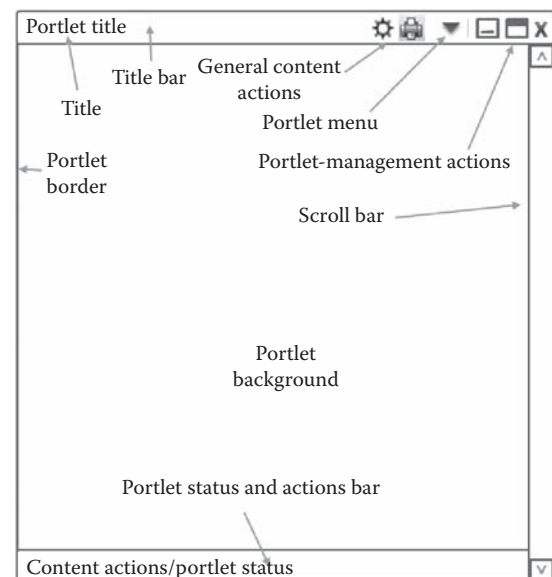 Portlet title
X
General content
actions
Title bar
Title
Portlet menu
Portlet
border
Portlet-management actions
Scroll bar
Portlet
background
Portlet status and actions bar
Content actions/portlet status